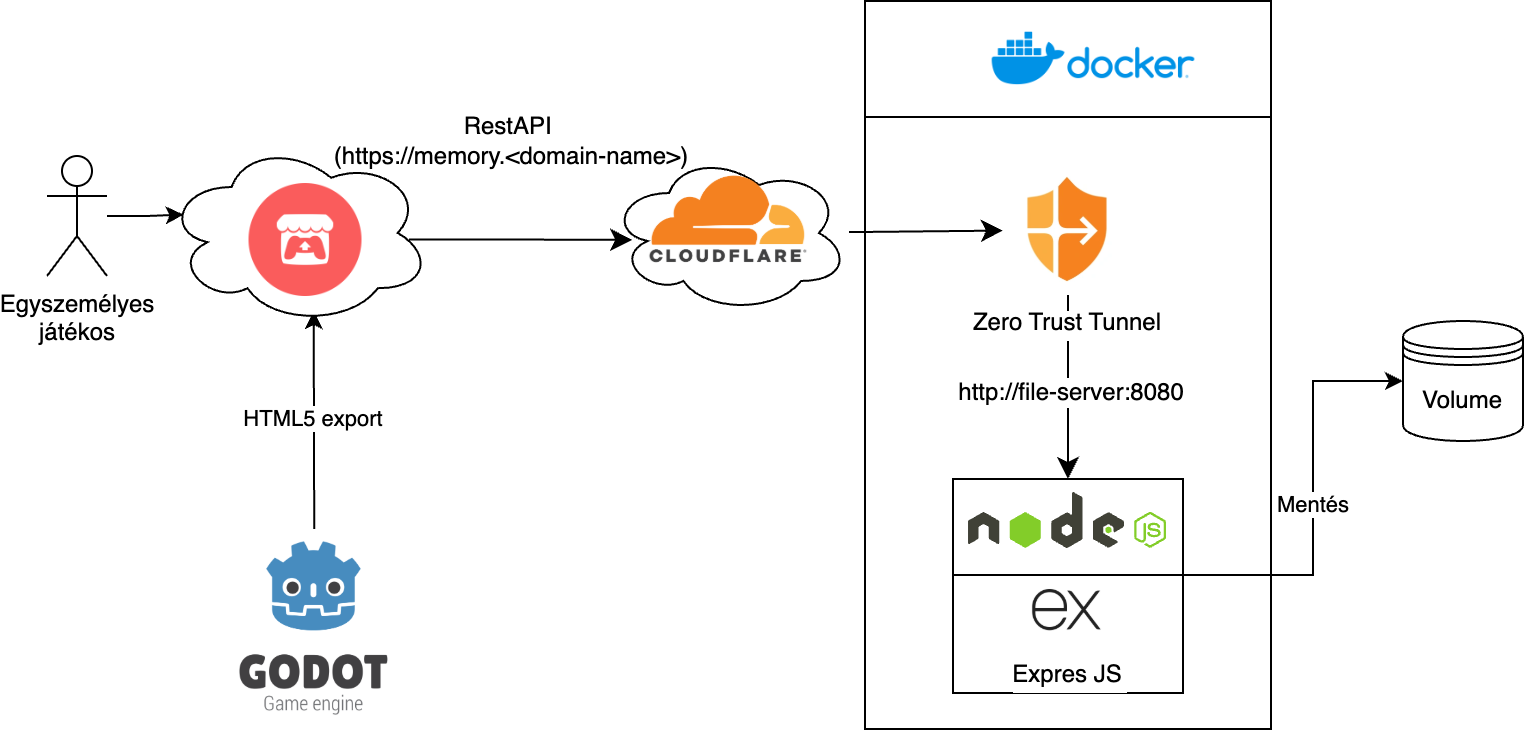 docker
RestAPI
(https://memory.<domain-name>)
CLOUDFLARE
Egyszemélyes
játékos
Zero Trust Tunnel
http://file-server:8080
Volume
HTML5 export
Mentés
node
JS
ex
Expres JS
GODOT
Game engine